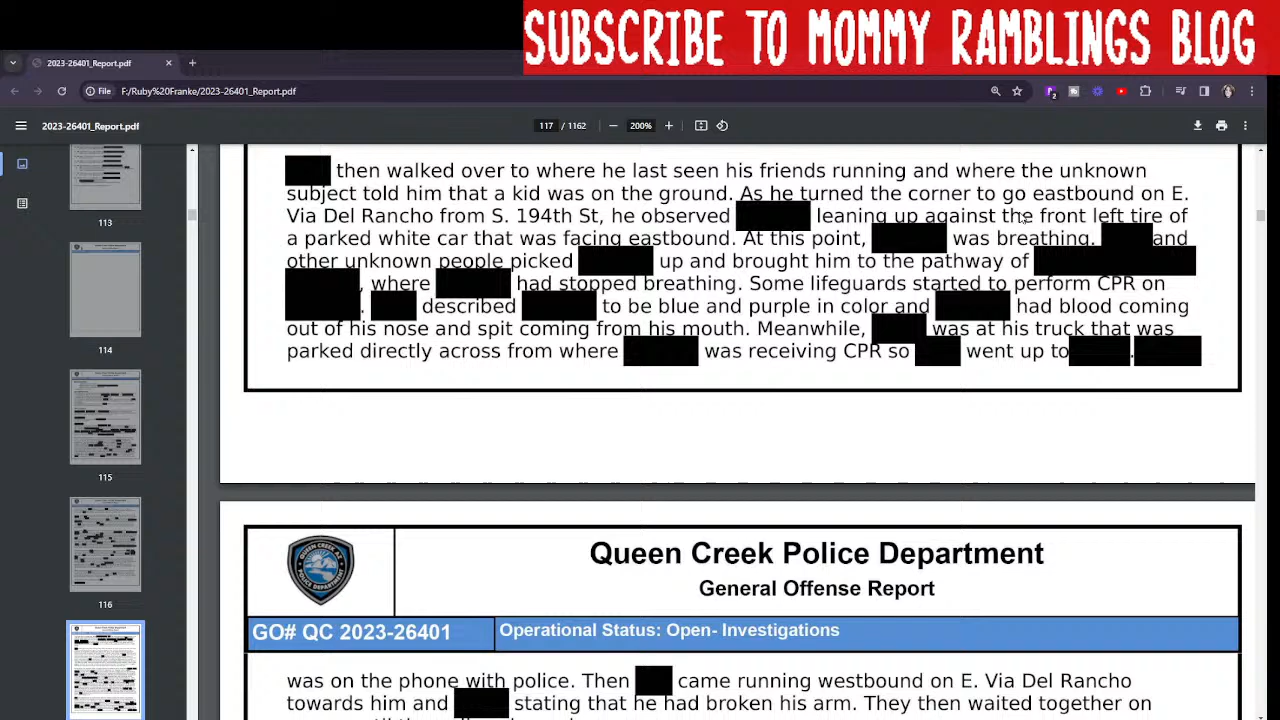 SUBSCRIBE TO MOMMY RAMBLINGS BLOG
2023-26401_Report.pdf
File F:/Ruby%20Franke/2023-26401_Report.pdf
2023-26401_Report.pdf 117 / 1162 200%
then walked over to where he last seen his friends running and where the unknown
subject told him that a kid was on the ground. As he turned the corner to go eastbound on E.
Via Del Rancho from S. 194th St, he observed leaning up against the front left tire of
a parked white car that was facing eastbound. At this point, was breathing. and
other unknown people picked up and brought him to the pathway of
, where had stopped breathing. Some lifeguards started to perform CPR on
. described to be blue and purple in color and had blood coming
out of his nose and spit coming from his mouth. Meanwhile, was at his truck that was
parked directly across from where was receiving CPR so went up to .
113
114
115
116
Queen Creek Police Department
General Offense Report
GO# QC 2023-26401 Operational Status: Open- Investigations
was on the phone with police. Then came running westbound on E. Via Del Rancho
towards him and stating that he had broken his arm. They then waited together on